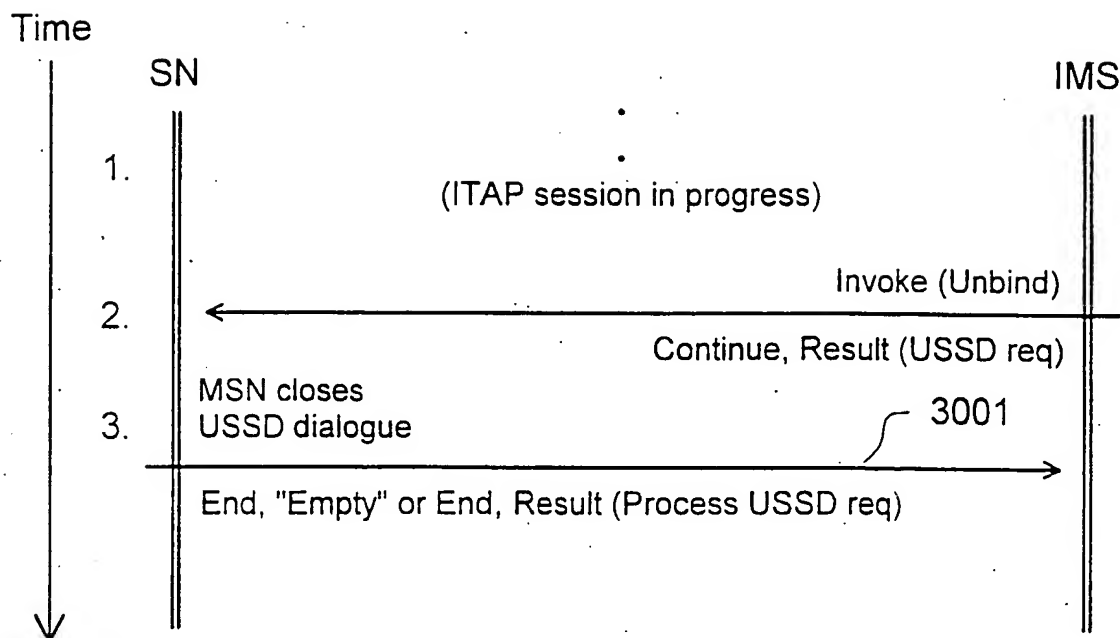 Time
SN
IMS
1.
(ITAP session in progress)
Invoke (Unbind)
2.
Continue, Result (USSD req)
MSN closes
USSD dialogue
3.
3001
End, "Empty" or End, Result (Process USSD req)